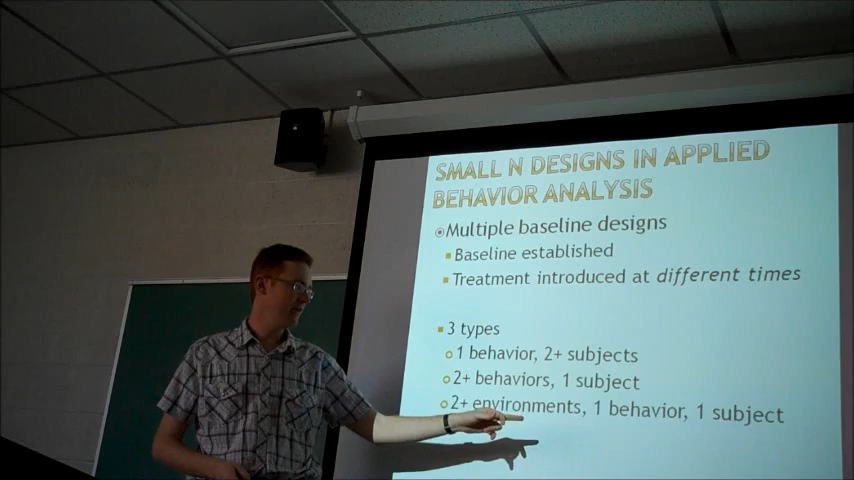 SMALL N DESIGNS IN APPLIED
BEHAVIOR ANALYSIS
Multiple baseline designs
Baseline established
Treatment introduced at different times
3 types
1 behavior, 2+ subjects
2+ behaviors, 1 subject
2+ environments, 1 behavior, 1 subject